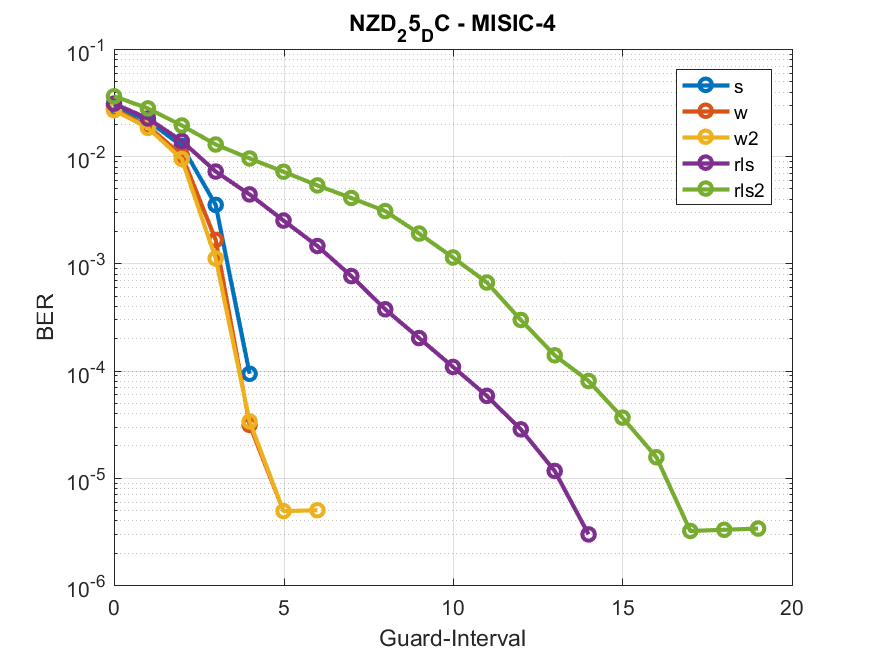 NZD₂5_DC - MISIC-4
10⁻¹
10⁻²
10⁻³
10⁻⁴
10⁻⁵
10⁻⁶
BER
s
w
w2
rls
rls2
0 5 10 15 20
Guard-Interval